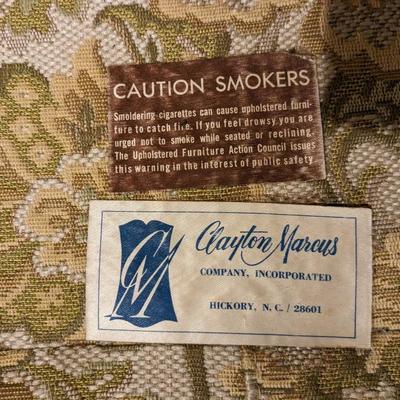 CAUTION SMOKERS
Smoldering cigarettes can cause upholstered furni-
ture to catch fire. If you feel drowsy you are
urged not to smoke while seated or reclining.
The Upholstered Furniture Action Council issues
this warning in the interest of public safety
CM
Clayton Marcus
COMPANY, INCORPORATED
HICKORY, N. C. / 28601